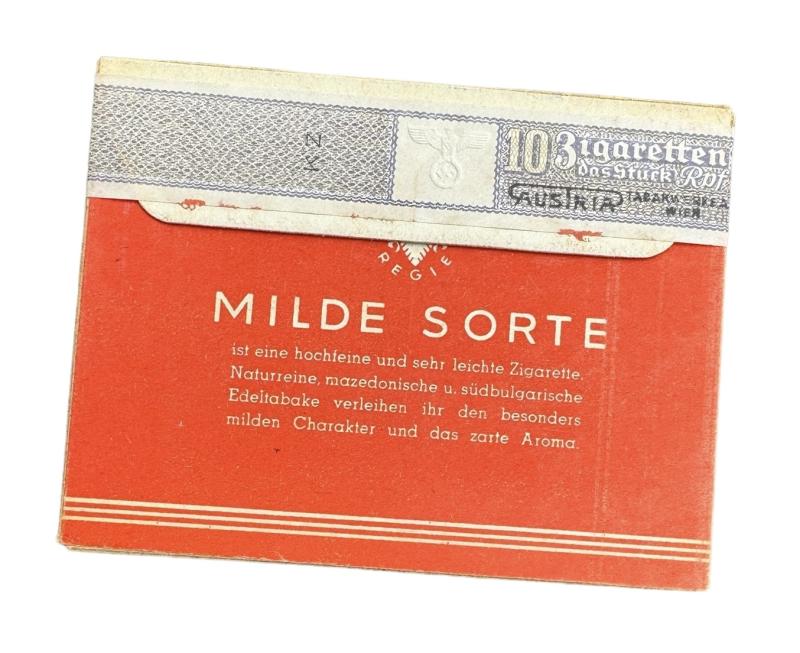 KZ
10 Zigaretten
das Stück Rpf
AUSTRIA
WIEN
REGIE
MILDE SORTE
ist eine hochfeine und sehr leichte Zigarette.
Naturreine, mazedonische u. südbulgarische
Edeltabake verleihen ihr den besonders
milden Charakter und das zarte Aroma.